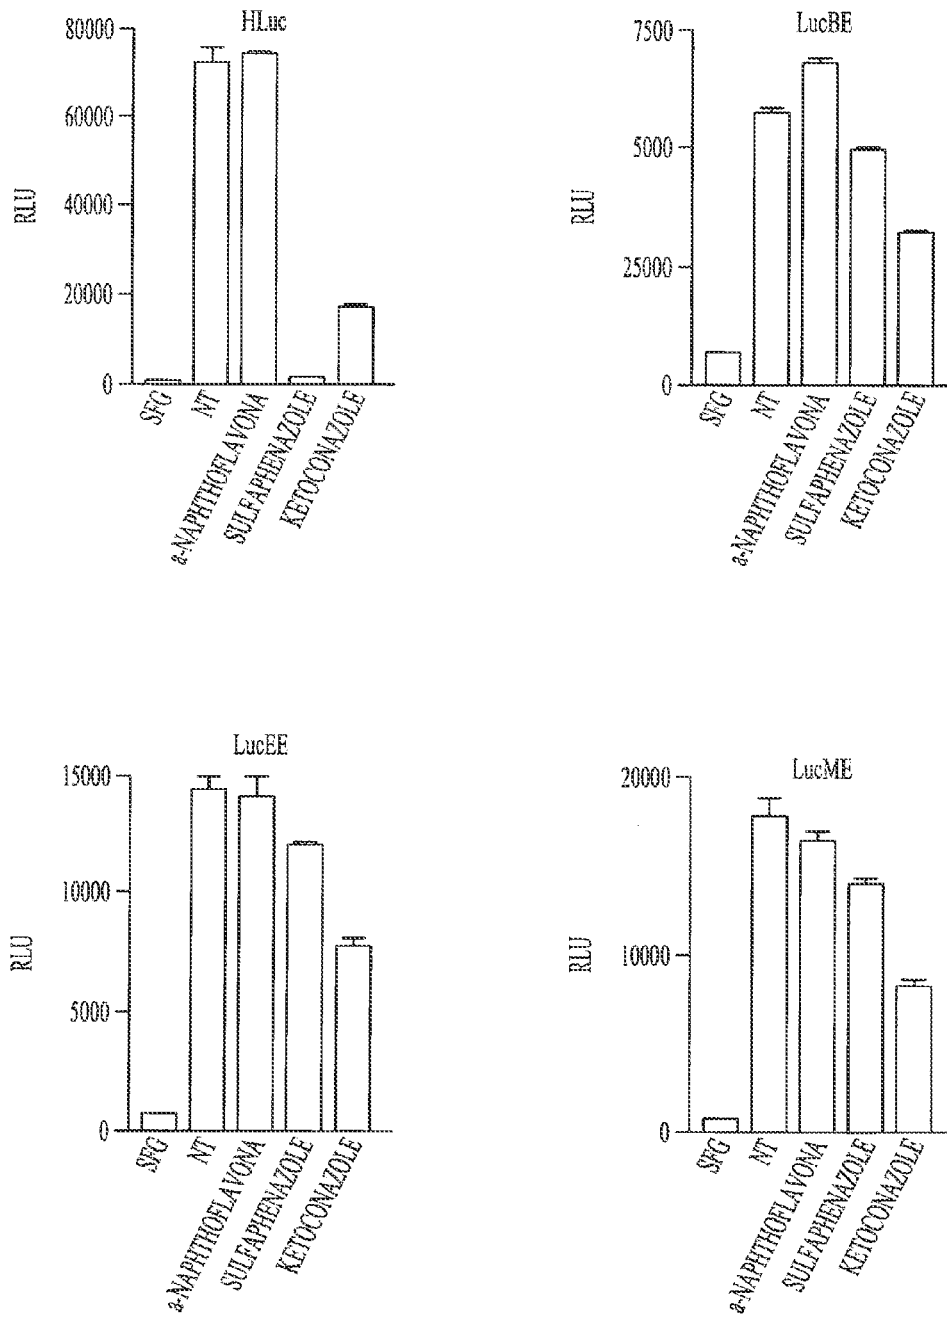 HLuc
80000
60000
40000
20000
0
RLU
SFG
NT
a-NAPHTHOFLAVONA
SULFAPHENAZOLE
KETOCONAZOLE
LucBE
7500
5000
25000
0
RLU
SFG
NT
a-NAPHTHOFLAVONA
SULFAPHENAZOLE
KETOCONAZOLE
LucEE
15000
10000
5000
0
RLU
SFG
NT
a-NAPHTHOFLAVONA
SULFAPHENAZOLE
KETOCONAZOLE
LucME
20000
10000
0
RLU
SFG
NT
a-NAPHTHOFLAVONA
SULFAPHENAZOLE
KETOCONAZOLE